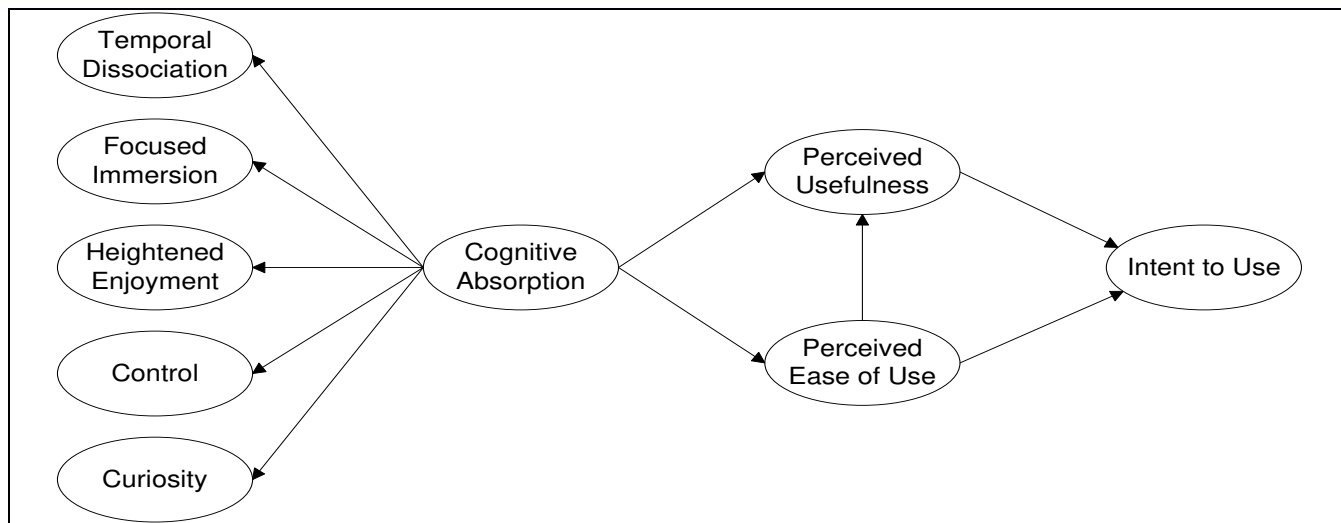 Temporal
Dissociation
Focused
Immersion
Heightened
Enjoyment
Control
Curiosity
Cognitive
Absorption
Perceived
Usefulness
Perceived
Ease of Use
Intent to Use